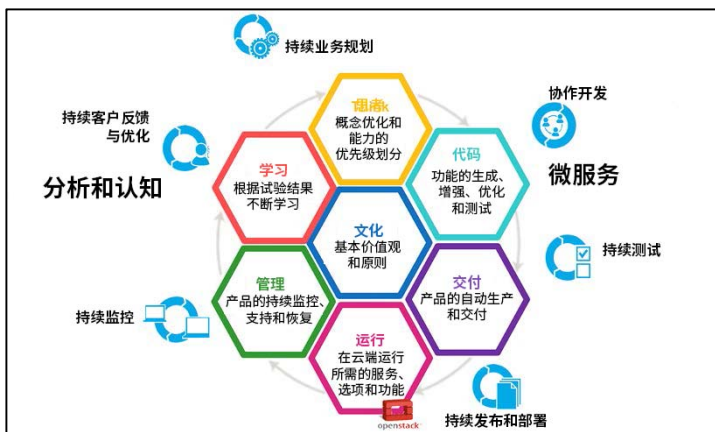 持续业务规划
概念优化和
能力的
优先级划分
协作开发
持续客户反馈
与优化
代码
功能的生成、
增强、优化
和测试
学习
根据试验结果
不断学习
分析和认知
微服务
文化
基本价值观
和原则
持续测试
管理
产品的持续监控、
支持和恢复
交付
产品的自动生产
和交付
持续监控
运行
在云端运行
所需的服务、
选项和功能
openstack
持续发布和部署